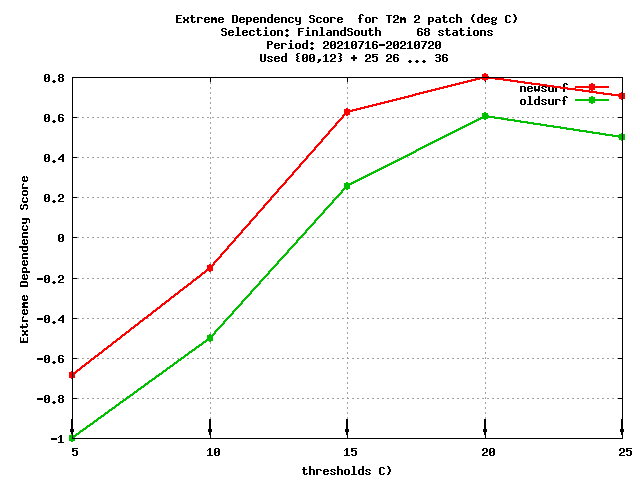 Extreme Dependency Score  for T2m 2 patch (deg C)
Selection: FinlandSouth     68 stations
Period: 20210716-20210720
Used {00,12} + 25 26 ... 36
newsurf
oldsurf
Extreme Dependency Score
0.8
0.6
0.4
0.2
0
-0.2
-0.4
-0.6
-0.8
-1
5 10 15 20 25
thresholds C)